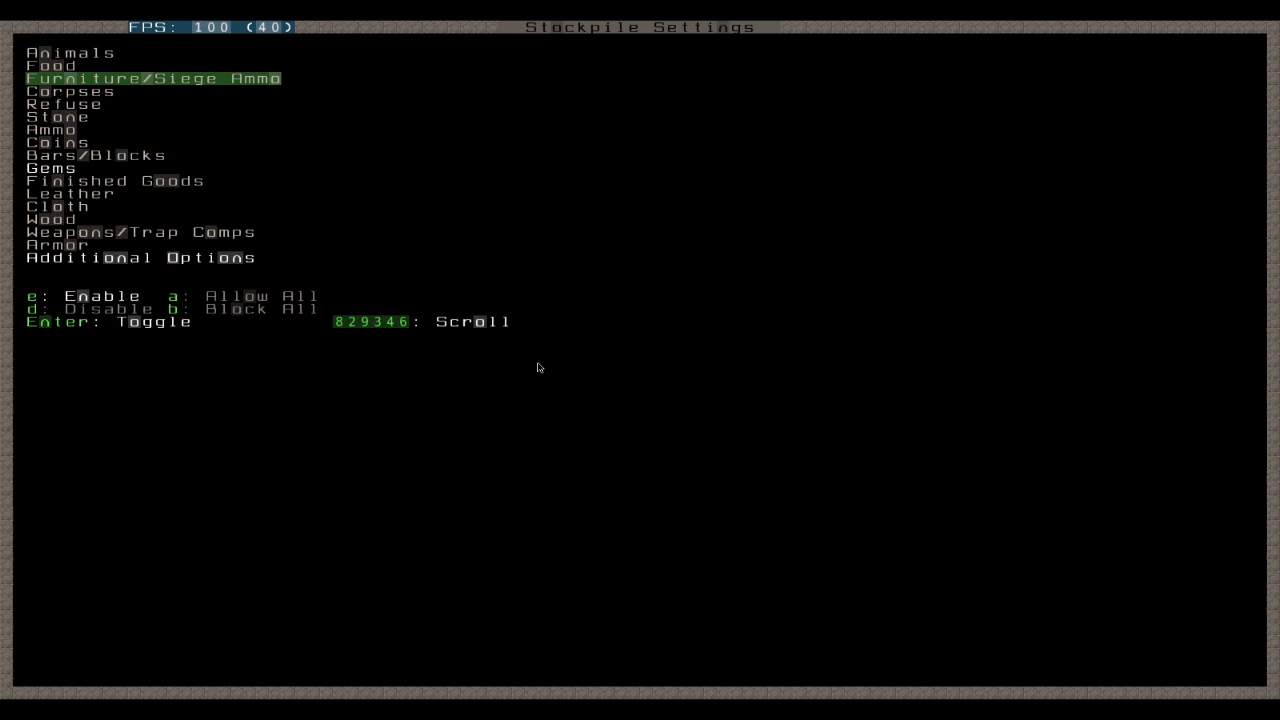 FPS: 100 (40)    Stockpile Settings
Animals
Food
Furniture/Siege Ammo
Corpses
Refuse
Stone
Ammo
Coins
Bars/Blocks
Gems
Finished Goods
Leather
Cloth
Wood
Weapons/Trap Comps
Armor
Additional Options
e: Enable  a: Allow All
d: Disable b: Block All
Enter: Toggle    829346: Scroll